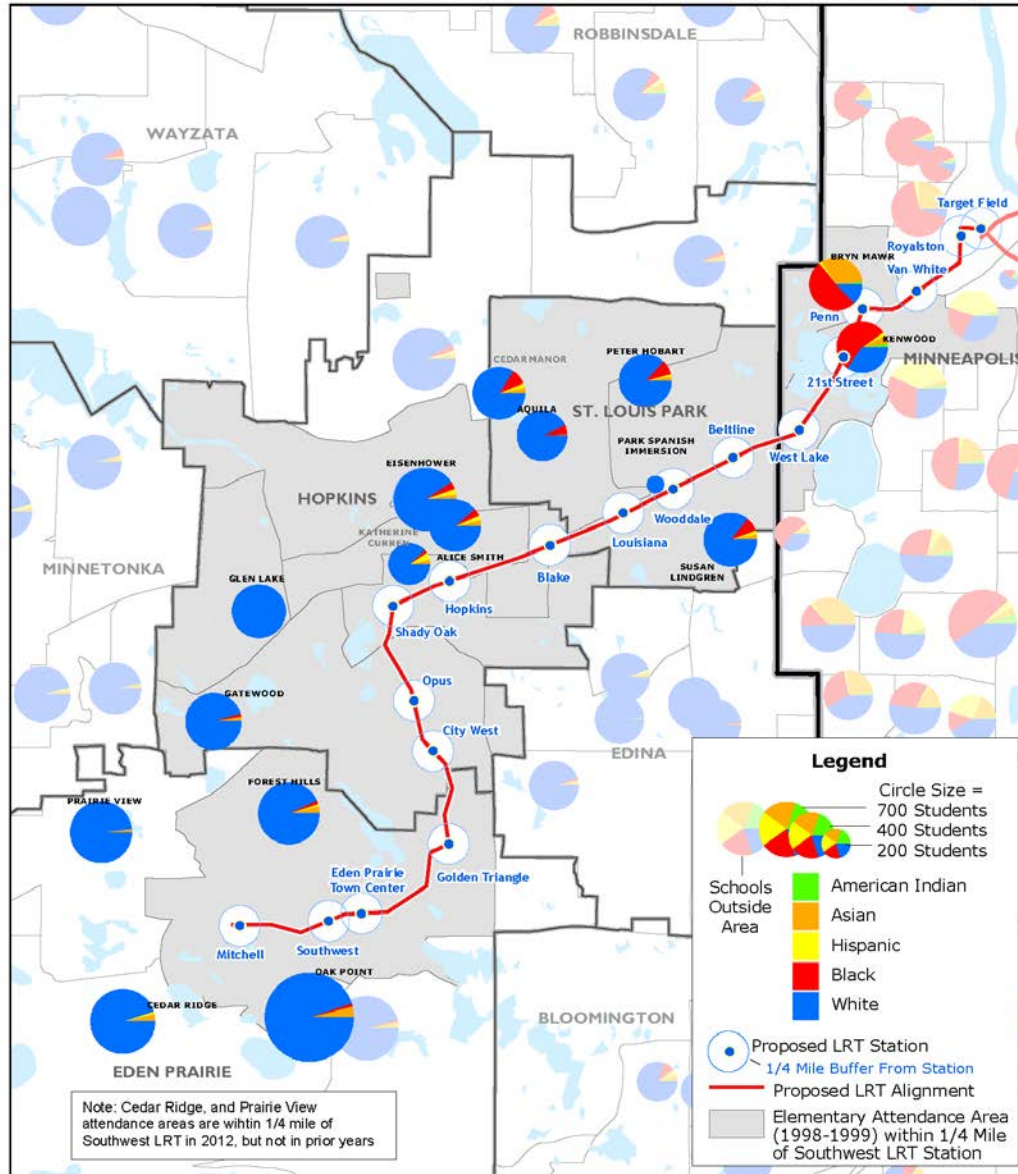 ROBBINSDALE
WAYZATA
Target Field
Royalston
BRYN MAWR
Van White
Penn
KENWOOD
MINNEAPOLIS
21st Street
CEDAR MANOR
PETER HOBART
AQUILA
ST. LOUIS PARK
Beltline
West Lake
PARK SPANISH
IMMERSION
EISENHOWER
HOPKINS
Wooddale
KATHERINE
CURREN
Louisiana
ALICE SMITH
Blake
SUSAN
LINDGREN
MINNETONKA
GLEN LAKE
Hopkins
Shady Oak
Opus
GATEWOOD
City West
EDINA
FOREST HILLS
PRAIRIE VIEW
Golden Triangle
Eden Prairie
Town Center
Mitchell
Southwest
OAK POINT
CEDAR RIDGE
BLOOMINGTON
EDEN PRAIRIE
Note: Cedar Ridge, and Prairie View
attendance areas are wihtin 1/4 mile of
Southwest LRT in 2012, but not in prior years
Legend
Circle Size =
700 Students
400 Students
200 Students
Schools
Outside
Area
American Indian
Asian
Hispanic
Black
White
Proposed LRT Station
1/4 Mile Buffer From Station
Proposed LRT Alignment
Elementary Attendance Area
(1998-1999) within 1/4 Mile
of Southwest LRT Station